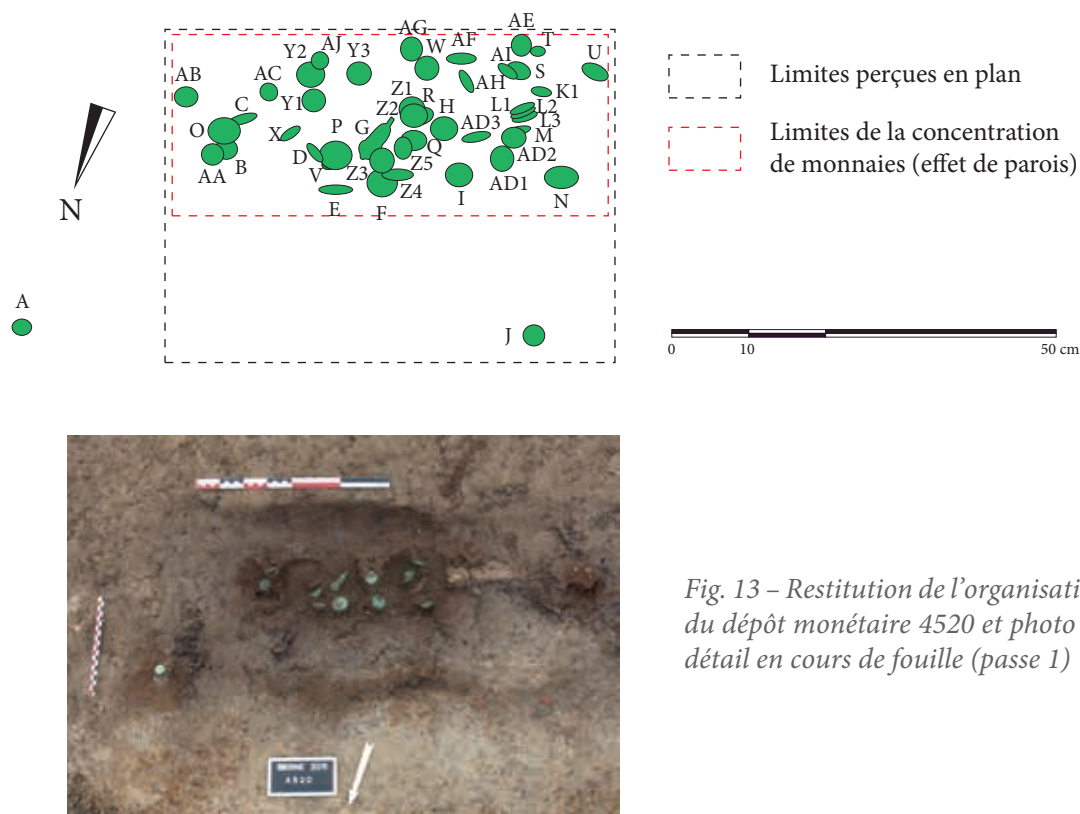 AG
AE
AJ
W
AF
T
Y2
Y3
AI
U
AB
AC
S
AH
Z1
K1
C
Y1
Z2
R
H
L1
L2
O
P
G
AD3
L3
X
M
D
Q
AD2
AA
B
V
Z3
Z5
Z4
AD1
E
F
I
N
N
A
J
Limites perçues en plan
Limites de la concentration
de monnaies (effet de parois)
0 10 50 cm
4520
Fig. 13 – Restitution de l’organisati
du dépôt monétaire 4520 et photo
détail en cours de fouille (passe 1)